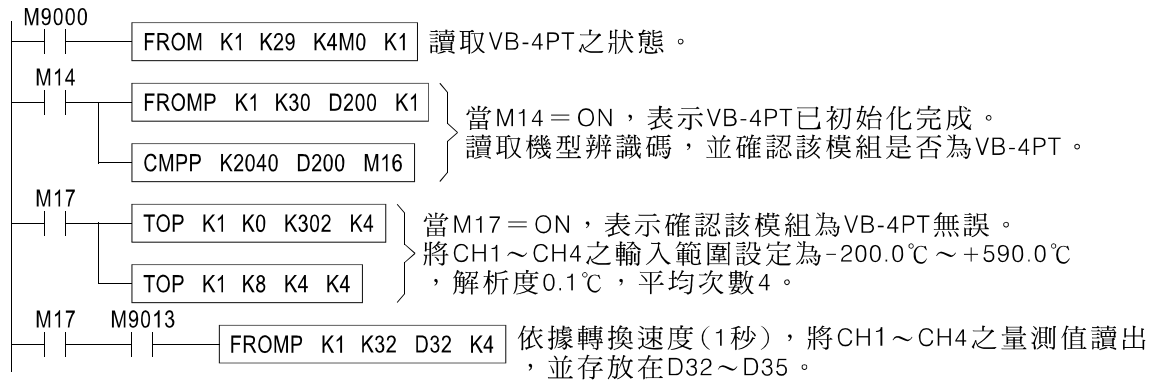 M9000
FROM K1 K29 K4M0 K1 讀取VB-4PT之狀態。
M14
FROMP K1 K30 D200 K1
當M14=ON,表示VB-4PT已初始化完成。
讀取機型辨識碼,並確認該模組是否為VB-4PT。
CMPP K2040 D200 M16
M17
TOP K1 K0 K302 K4
當M17=ON,表示確認該模組為VB-4PT無誤。
將CH1~CH4之輸入範圍設定為-200.0℃~+590.0℃
,解析度0.1℃,平均次數4。
TOP K1 K8 K4 K4
M17 M9013
FROMP K1 K32 D32 K4
依據轉換速度(1秒),將CH1~CH4之量測值讀出
,並存放在D32~D35。